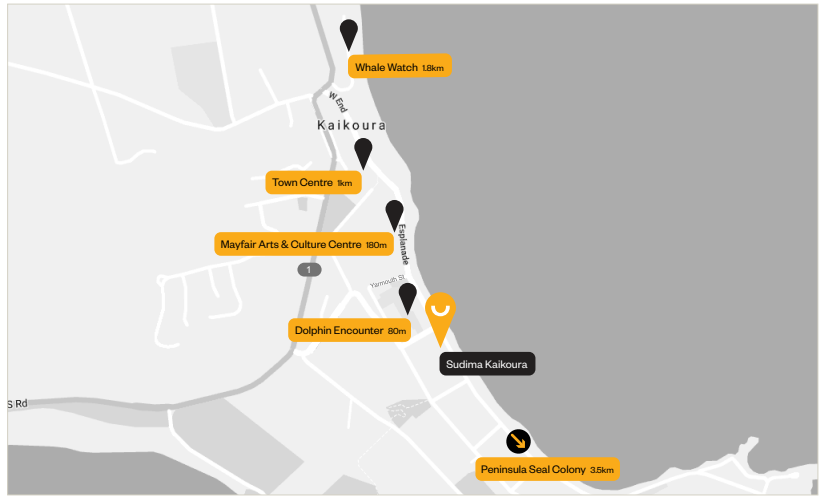 Whale Watch 1.8km
W End
Kaikoura
Town Centre 1km
Esplanade
Mayfair Arts & Culture Centre 180m
1
Yarmouth St
Dolphin Encounter 80m
Sudima Kaikoura
S Rd
Peninsula Seal Colony 3.5km